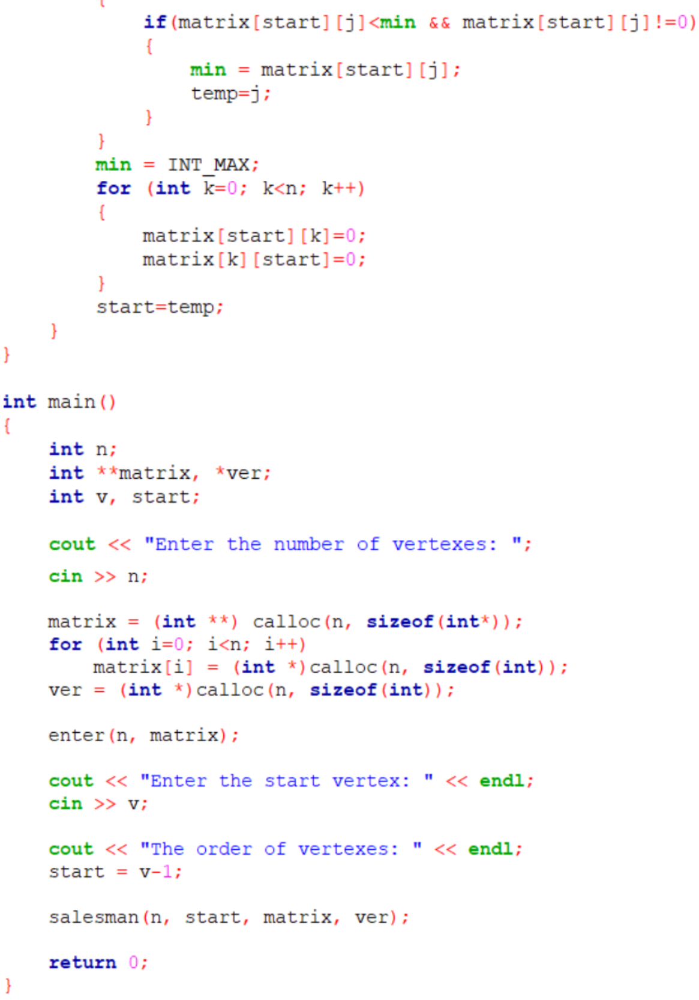 {
if(matrix[start][j]<min && matrix[start][j]!=0)
{
min = matrix[start][j];
temp=j;
}
}
min = INT_MAX;
for (int k=0; k<n; k++)
{
matrix[start][k]=0;
matrix[k][start]=0;
}
start=temp;
}
}
int main()
{
int n;
int **matrix, *ver;
int v, start;
cout << "Enter the number of vertexes: ";
cin >> n;
matrix = (int **) calloc(n, sizeof(int*));
for (int i=0; i<n; i++)
matrix[i] = (int *)calloc(n, sizeof(int));
ver = (int *)calloc(n, sizeof(int));
enter(n, matrix);
cout << "Enter the start vertex: " << endl;
cin >> v;
cout << "The order of vertexes: " << endl;
start = v-1;
salesman(n, start, matrix, ver);
return 0;
}